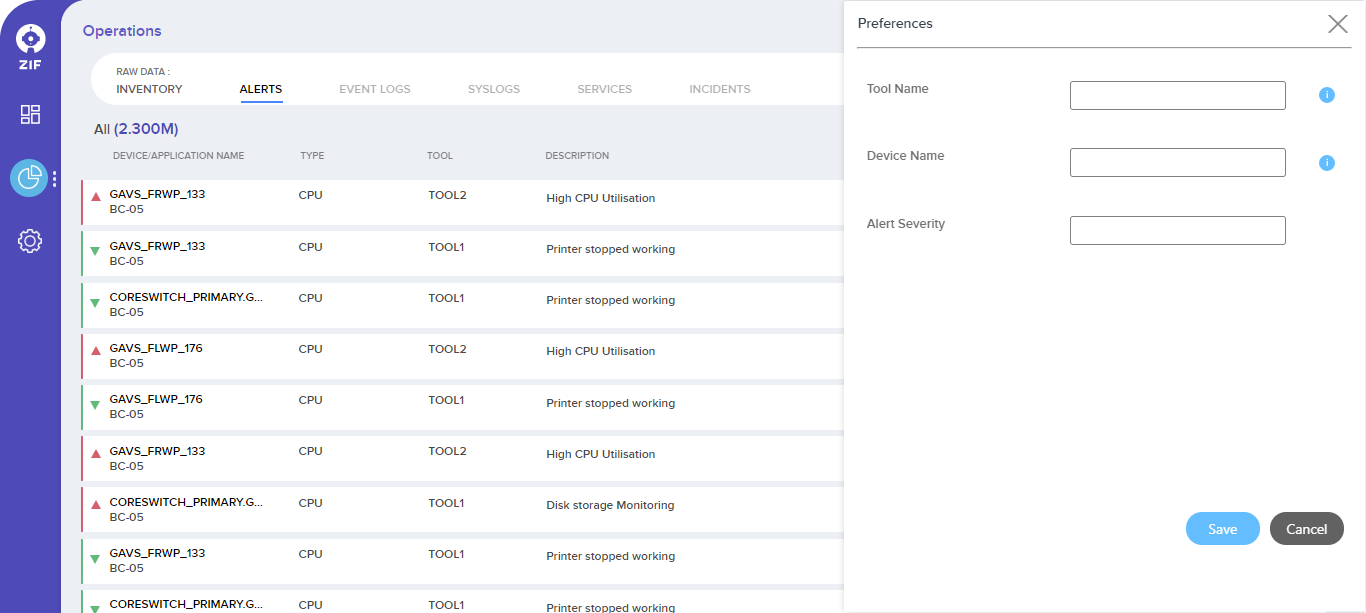 ZIF
Operations
RAW DATA :
INVENTORY ALERTS EVENT LOGS SYSLOGS SERVICES INCIDENTS
All (2.300M)
DEVICE/APPLICATION NAME TYPE TOOL DESCRIPTION
GAVS_FRWP_133 CPU TOOL2 High CPU Utilisation
BC-05
GAVS_FRWP_133 CPU TOOL1 Printer stopped working
BC-05
CORESWITCH_PRIMARY.G... CPU TOOL1 Printer stopped working
BC-05
GAVS_FLWP_176 CPU TOOL2 High CPU Utilisation
BC-05
GAVS_FLWP_176 CPU TOOL1 Printer stopped working
BC-05
GAVS_FRWP_133 CPU TOOL2 High CPU Utilisation
BC-05
CORESWITCH_PRIMARY.G... CPU TOOL1 Disk storage Monitoring
BC-05
GAVS_FRWP_133 CPU TOOL1 Printer stopped working
BC-05
CORESWITCH_PRIMARY.G... CPU TOOL1 Printer stopped working
Preferences
Tool Name
Device Name
Alert Severity
Save Cancel